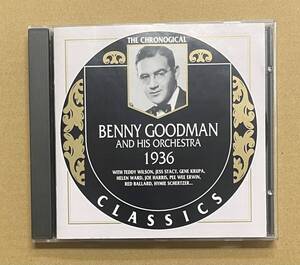 THE CHRONOGICAL
BENNY GOODMAN
AND HIS ORCHESTRA
1936
WITH TEDDY WILSON, JESS STACY, GENE KRUPA,
HELEN WARD, JOE HARRIS, PEE WEE ERWIN,
RED BALLARD, HYMIE SCHERTZER...
CLASSICS